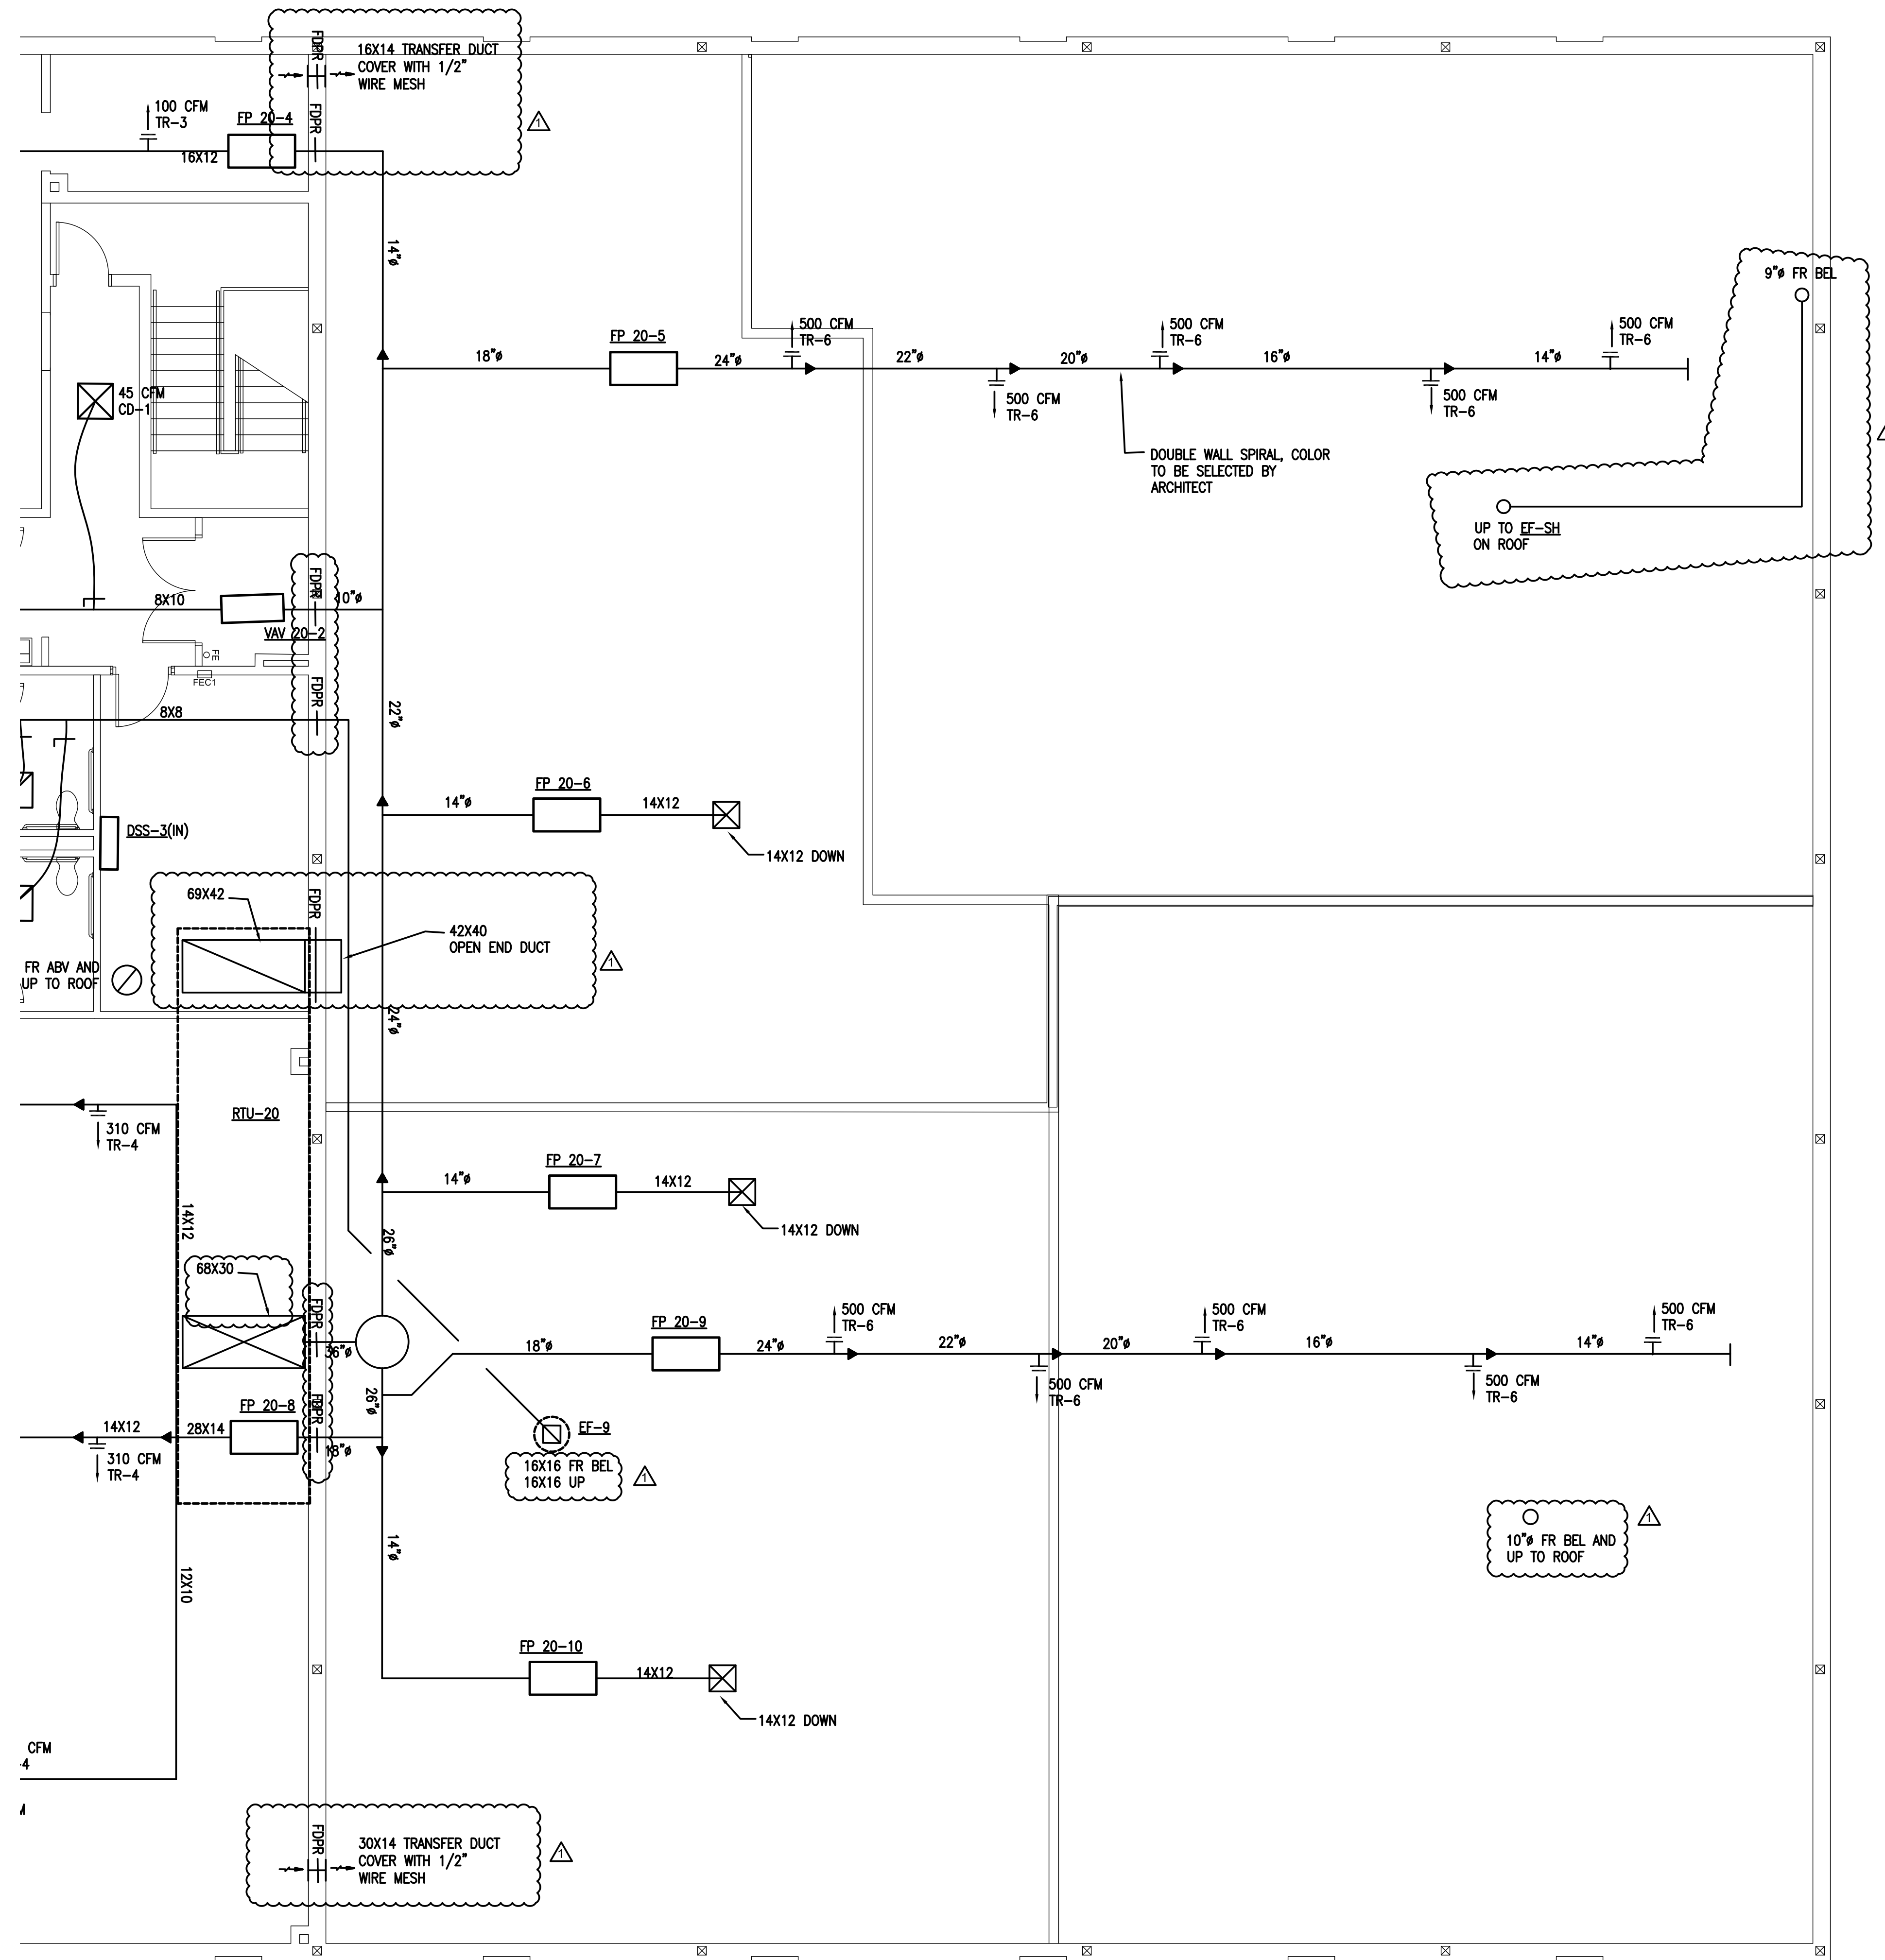 FDPR
16X14 TRANSFER DUCT
COVER WITH 1/2"
WIRE MESH
1
100 CFM
TR-3
FP 20-4
FDPR
16X12
14"ø
9"ø FR BEL
FP 20-5
18"ø
24"ø
500 CFM
TR-6
22"ø
500 CFM
TR-6
20"ø
500 CFM
TR-6
16"ø
500 CFM
TR-6
14"ø
500 CFM
TR-6
45 CFM
CD-1
DOUBLE WALL SPIRAL, COLOR
TO BE SELECTED BY
ARCHITECT
UP TO EF-SH
ON ROOF
FDPR
8X10
10"ø
VAV 20-2
FE
FEC1
FDPR
8X8
22"ø
FP 20-6
14"ø
14X12
14X12 DOWN
DSS-3(IN)
69X42
FDPR
42X40
OPEN END DUCT
1
FR ABV AND
UP TO ROOF
24"ø
310 CFM
TR-4
RTU-20
FP 20-7
14"ø
14X12
14X12 DOWN
14X12
26"ø
68X30
FDPR
36"ø
FP 20-9
18"ø
24"ø
500 CFM
TR-6
22"ø
500 CFM
TR-6
20"ø
500 CFM
TR-6
16"ø
500 CFM
TR-6
14"ø
500 CFM
TR-6
26"ø
FP 20-8
FDPR
14X12
28X14
18"ø
310 CFM
TR-4
EF-9
16X16 FR BEL
16X16 UP
1
10"ø FR BEL AND
UP TO ROOF
1
14"ø
12X10
FP 20-10
14X12
14X12 DOWN
CFM
-4
FDPR
30X14 TRANSFER DUCT
COVER WITH 1/2"
WIRE MESH
1